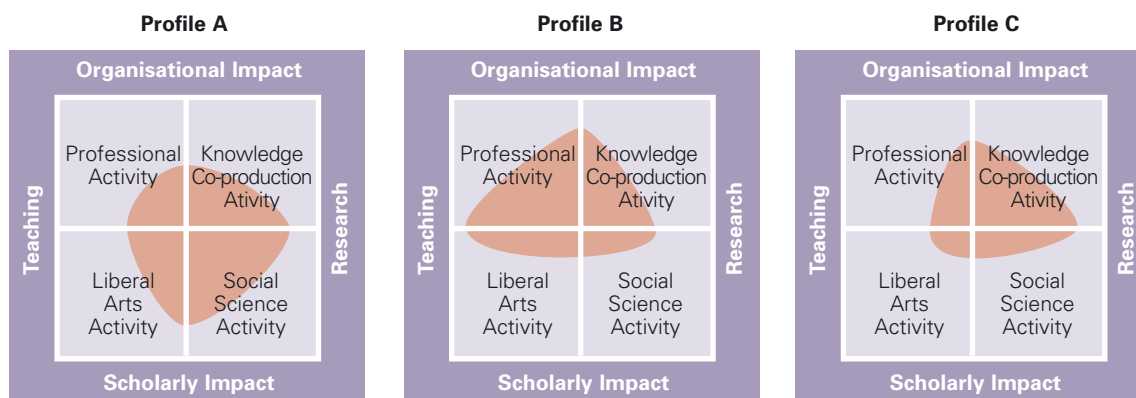 Profile A
Organisational Impact
Teaching
Professional
Activity
Knowledge
Co-production
Ativity
Liberal
Arts
Activity
Social
Science
Activity
Research
Scholarly Impact
Profile B
Organisational Impact
Teaching
Professional
Activity
Knowledge
Co-production
Ativity
Liberal
Arts
Activity
Social
Science
Activity
Research
Scholarly Impact
Profile C
Organisational Impact
Teaching
Professional
Activity
Knowledge
Co-production
Ativity
Liberal
Arts
Activity
Social
Science
Activity
Research
Scholarly Impact